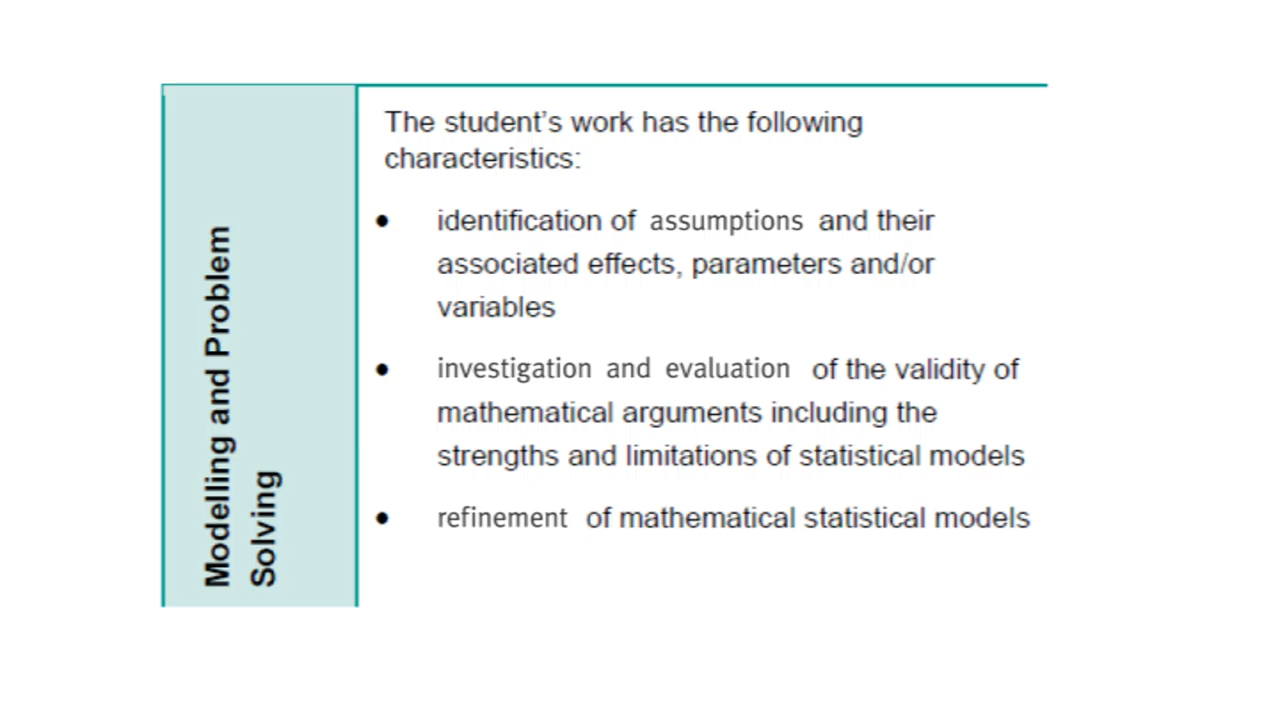 Modelling and Problem
Solving
The student's work has the following
characteristics:
• identification of assumptions and their
associated effects, parameters and/or
variables
• investigation and evaluation of the validity of
mathematical arguments including the
strengths and limitations of statistical models
• refinement of mathematical statistical models